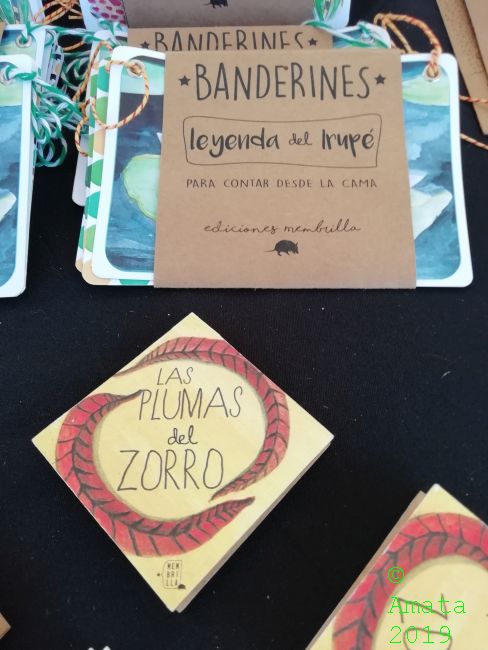 BANDERINES
BANDERINES
leyenda del Irupé
PARA CONTAR DESDE LA CAMA
ediciones membrilla
LAS
PLUMAS
del
ZORRO
MEM
BRI
LLA
©
Amata
2019